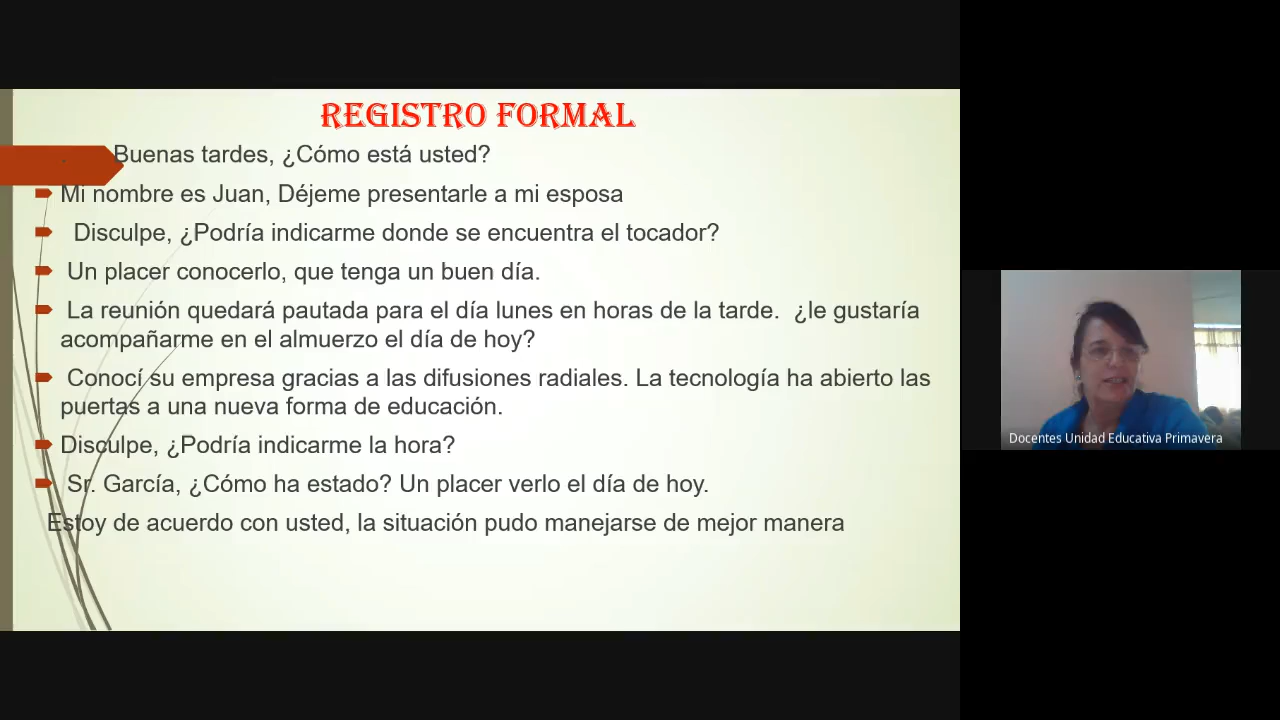 REGISTRO FORMAL
. Buenas tardes, ¿Cómo está usted?
Mi nombre es Juan, Déjeme presentarle a mi esposa
Disculpe, ¿Podría indicarme donde se encuentra el tocador?
Un placer conocerlo, que tenga un buen día.
La reunión quedará pautada para el día lunes en horas de la tarde.  ¿le gustaría
acompañarme en el almuerzo el día de hoy?
Conocí su empresa gracias a las difusiones radiales. La tecnología ha abierto las
puertas a una nueva forma de educación.
Disculpe, ¿Podría indicarme la hora?
Sr. García, ¿Cómo ha estado? Un placer verlo el día de hoy.
Estoy de acuerdo con usted, la situación pudo manejarse de mejor manera
Docentes Unidad Educativa Primavera